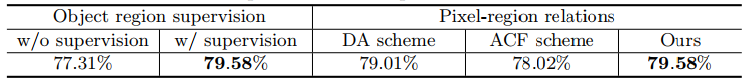 Object region supervision Pixel-region relations
w/o supervision w/ supervision DA scheme ACF scheme Ours
77.31% 79.58% 79.01% 78.02% 79.58%